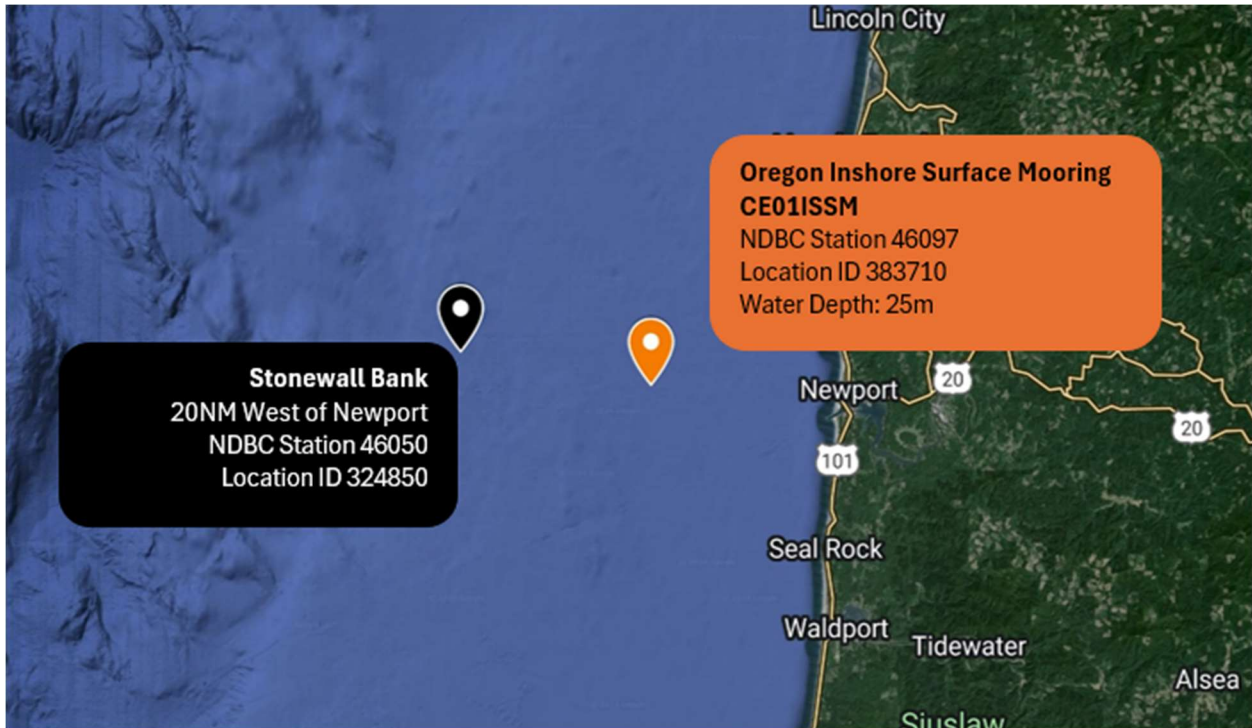 Lincoln City
Oregon Inshore Surface Mooring
CE01ISSM
NDBC Station 46097
Location ID 383710
Water Depth: 25m
Stonewall Bank
20NM West of Newport
NDBC Station 46050
Location ID 324850
Newport
20
20
101
Seal Rock
Waldport
Tidewater
Alsea
Siuslaw